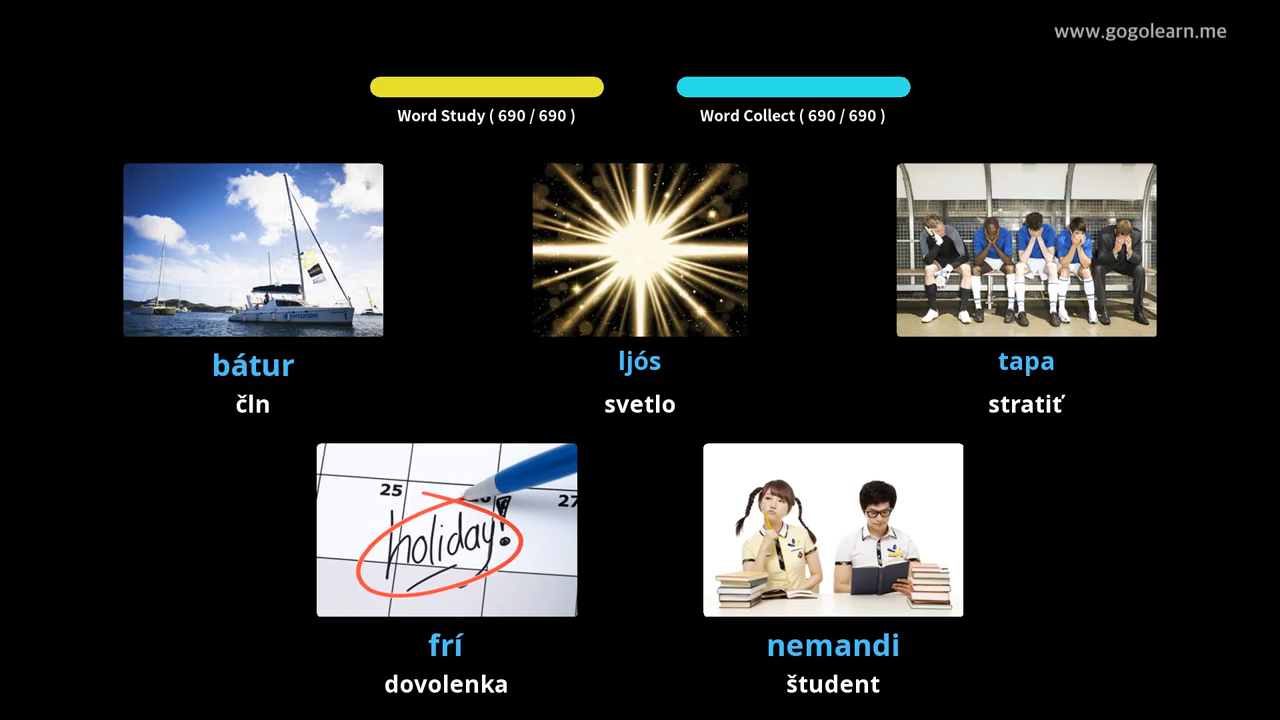 www.gogolearn.me
Word Study ( 690 / 690 )
Word Collect ( 690 / 690 )
bátur
ljós
tapa
čln
svetlo
stratiť
25
27
holiday!
frí
nemandi
dovolenka
študent